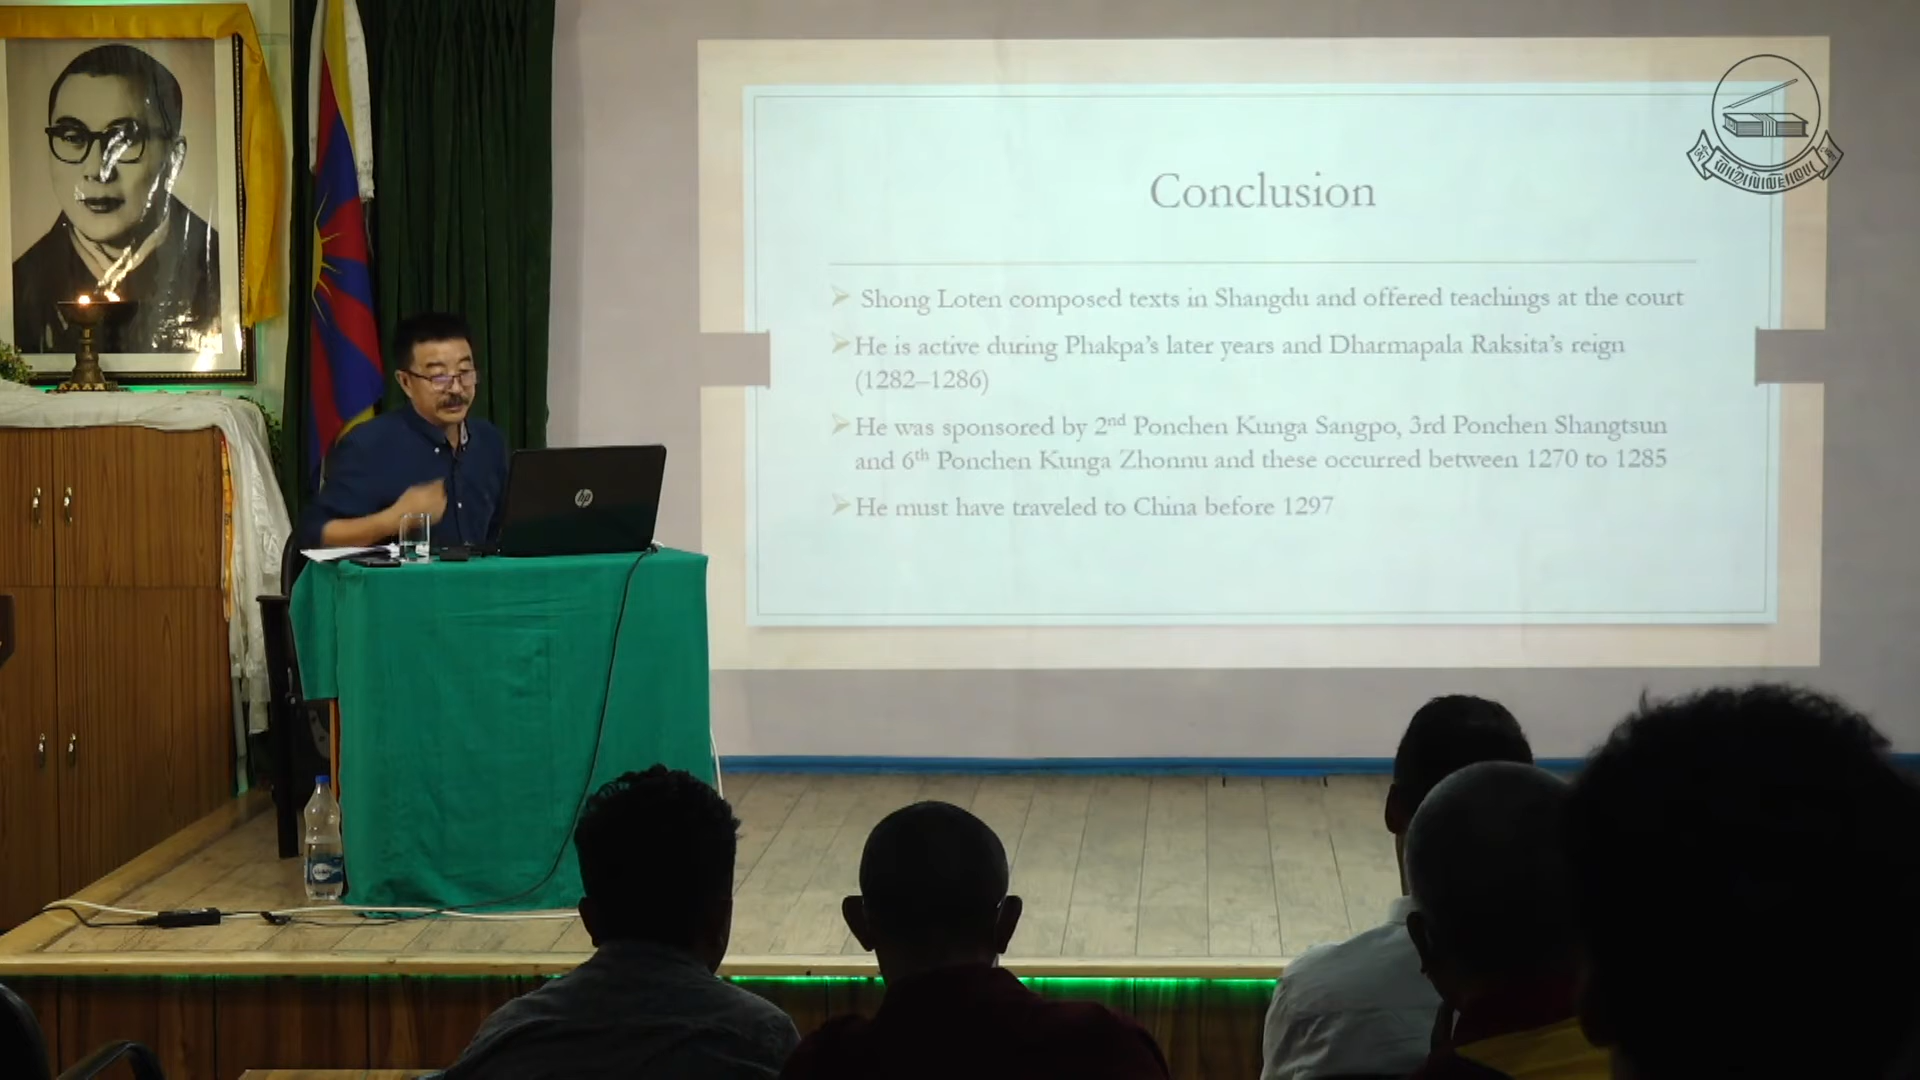 Conclusion
Shong Loten composed texts in Shangdu and offered teachings at the court
He is active during Phakpa's later years and Dharmapala Raksita's reign
(1282–1286)
He was sponsored by 2nd Ponchen Kunga Sangpo, 3rd Ponchen Shangtsun
and 6th Ponchen Kunga Zhonnu and these occurred between 1270 to 1285
He must have traveled to China before 1297
hp